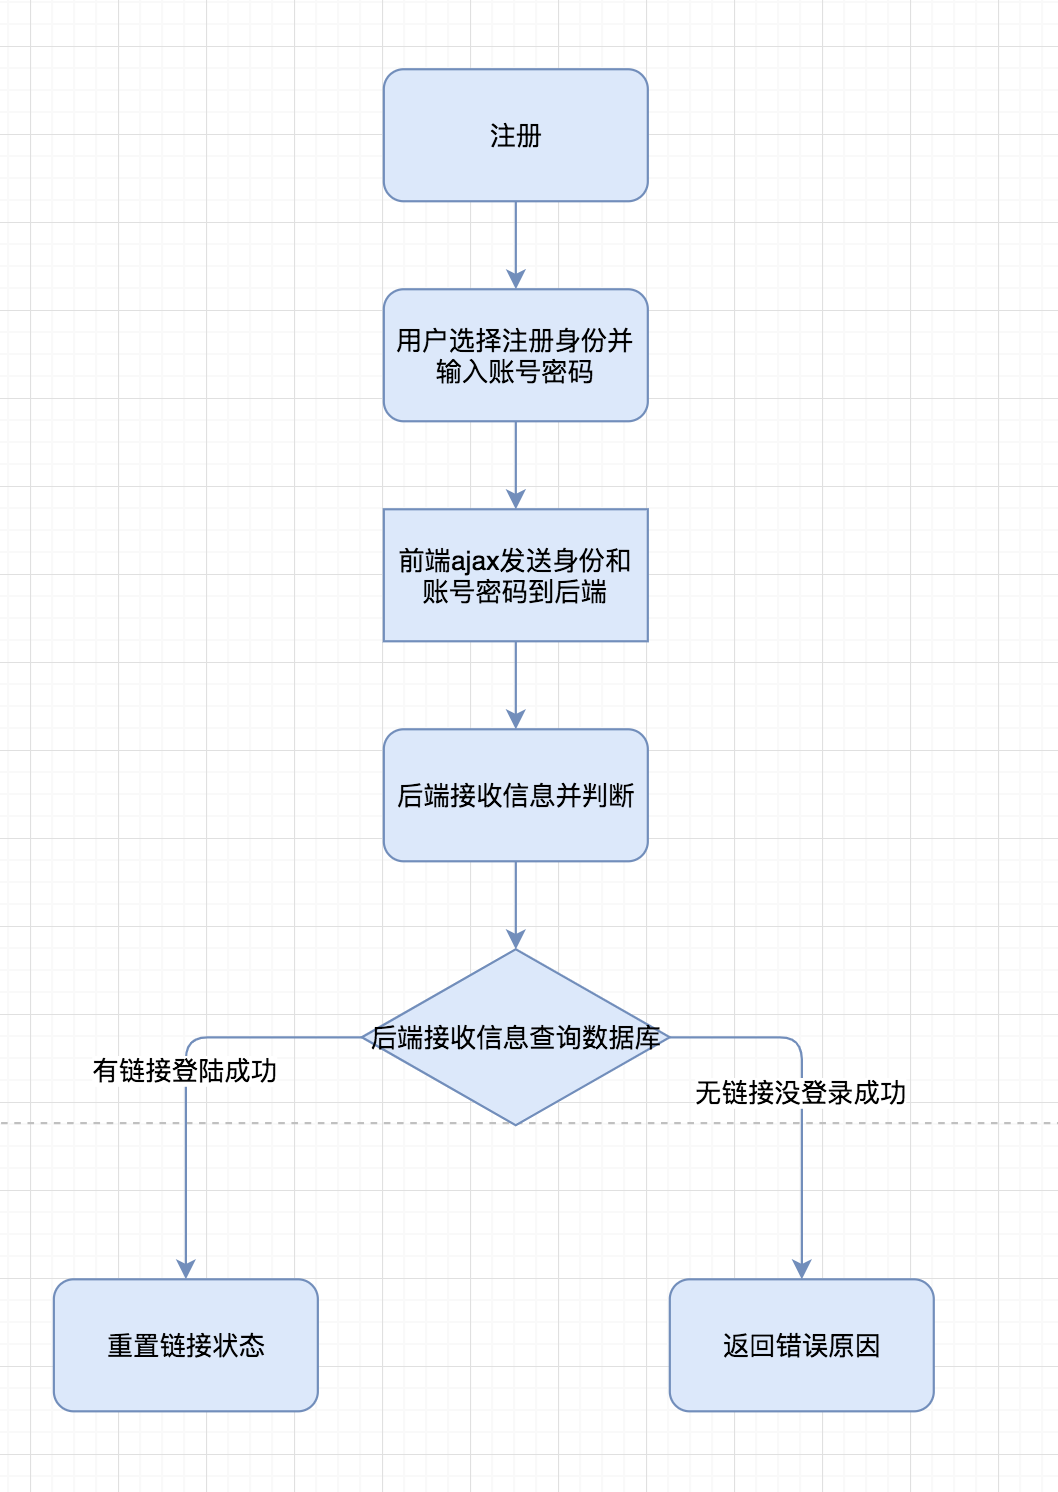 注册
用户选择注册身份并
输入账号密码
前端ajax发送身份和
账号密码到后端
后端接收信息并判断
后端接收信息查询数据库
有链接登陆成功
无链接没登录成功
重置链接状态
返回错误原因